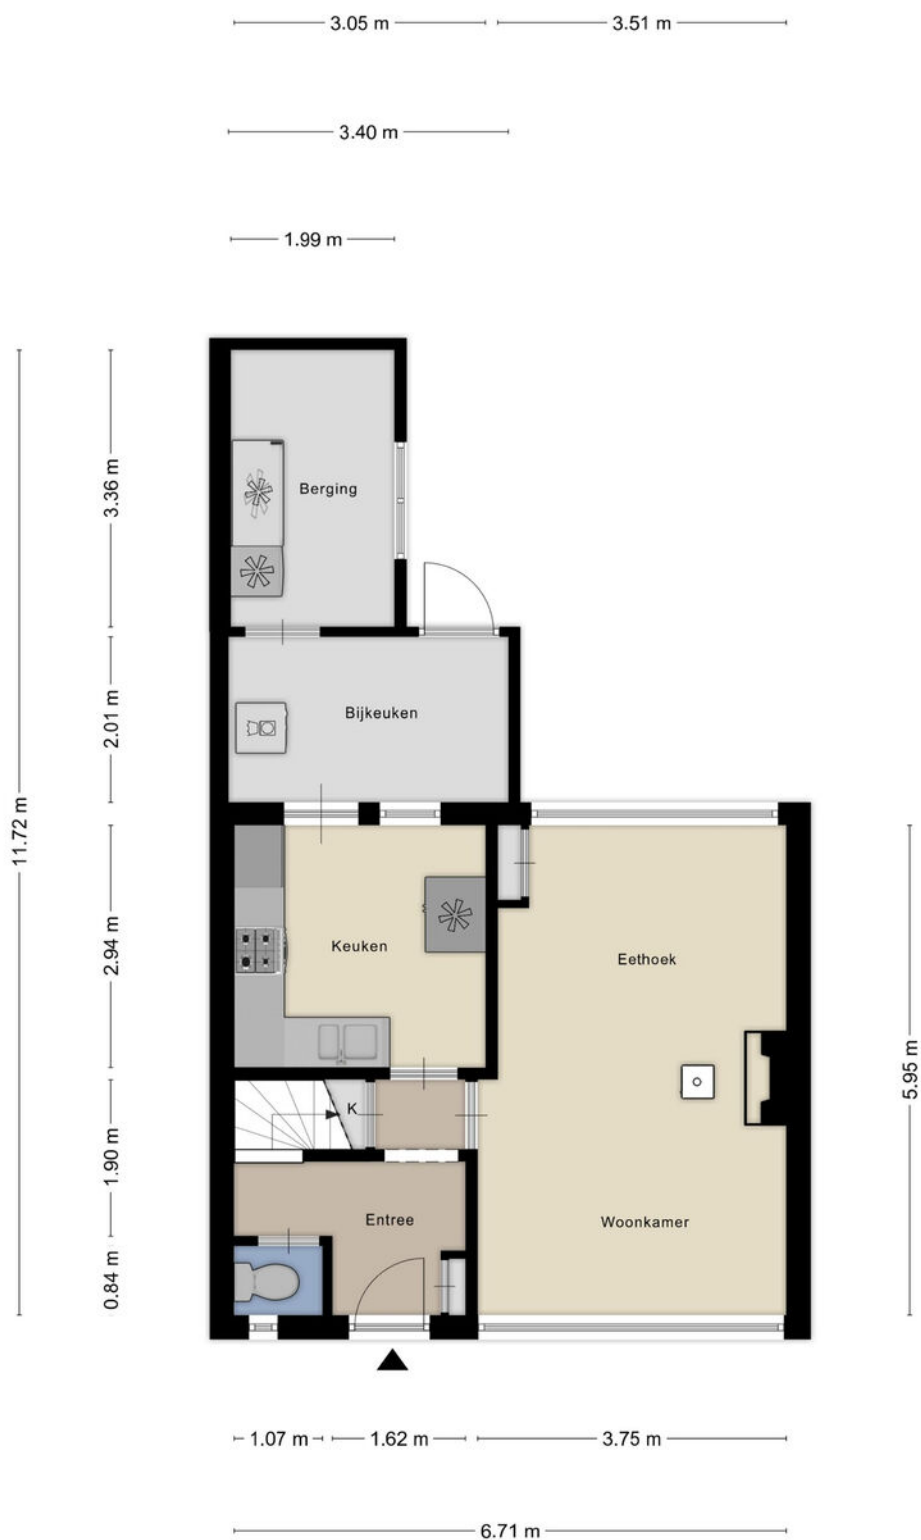 3.05 m
3.51 m
3.40 m
1.99 m
3.36 m
Berging
2.01 m
Bijkeuken
11.72 m
2.94 m
Keuken
Eethoek
5.95 m
K
1.90 m
Entree
Woonkamer
0.84 m
1.07 m
1.62 m
3.75 m
6.71 m